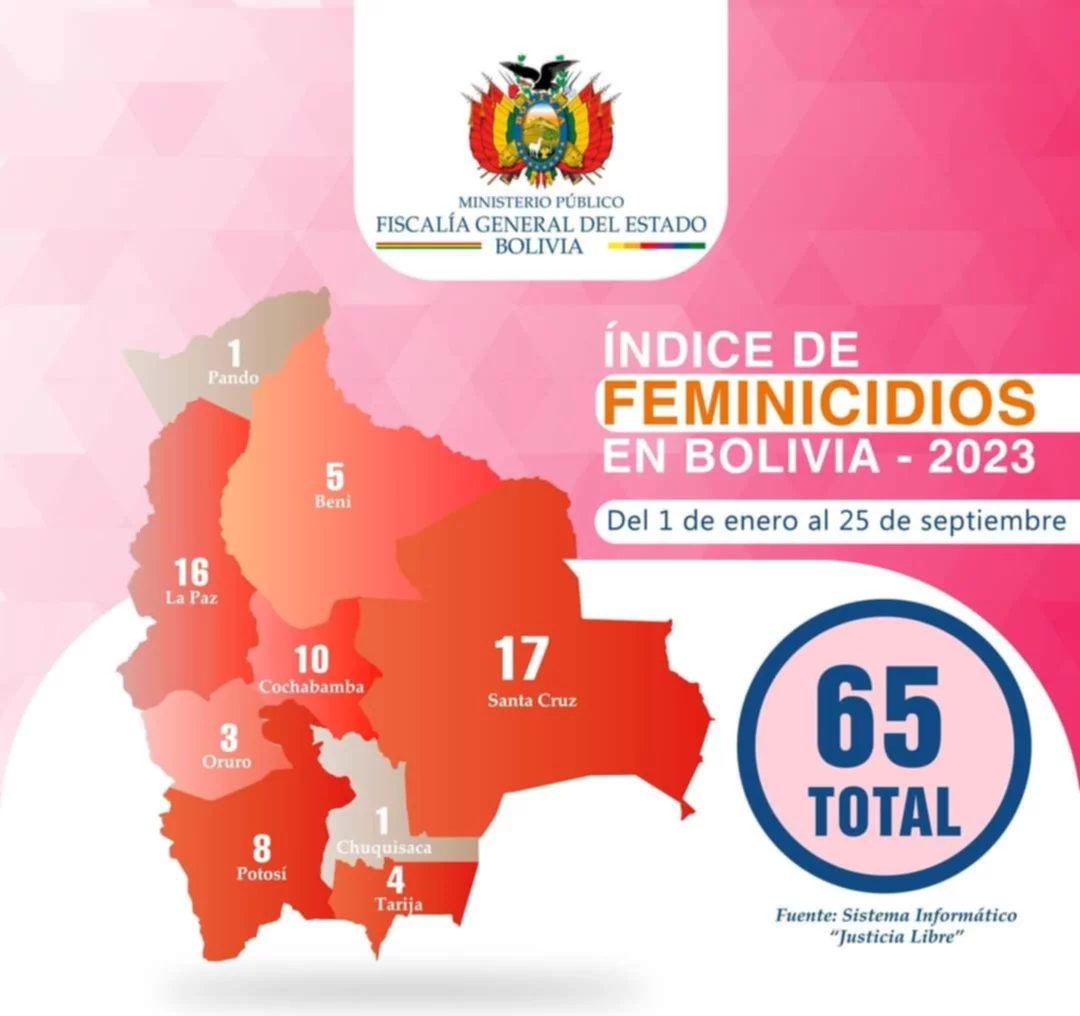 MINISTERIO PÚBLICO
FISCALÍA GENERAL DEL ESTADO
BOLIVIA
ÍNDICE DE
FEMINICIDIOS
EN BOLIVIA - 2023
Del 1 de enero al 25 de septiembre
1
Pando
5
Beni
16
La Paz
10
Cochabamba
17
Santa Cruz
3
Oruro
8
Potosí
1
Chuquisaca
4
Tarija
65
TOTAL
Fuente: Sistema Informático
“Justicia Libre”